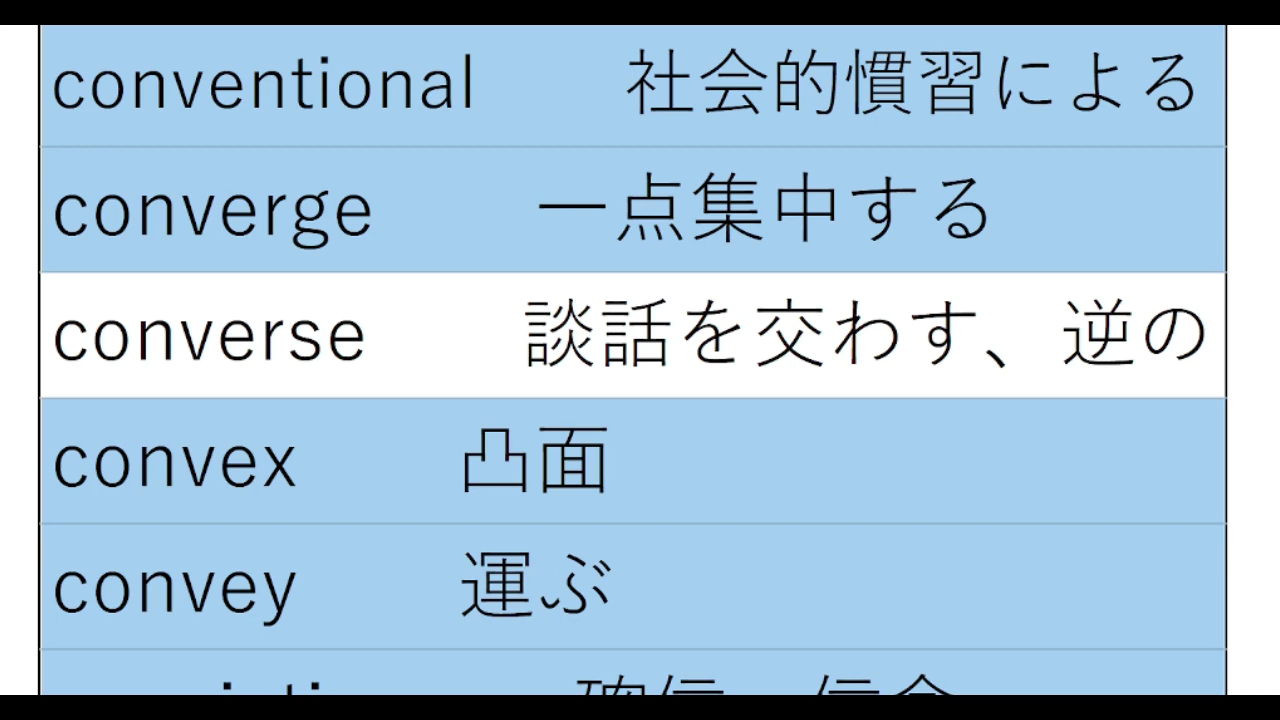 conventional 社会的慣習による
converge 一点集中する
converse 談話を交わす、逆の
convex 凸面
convey 運ぶ